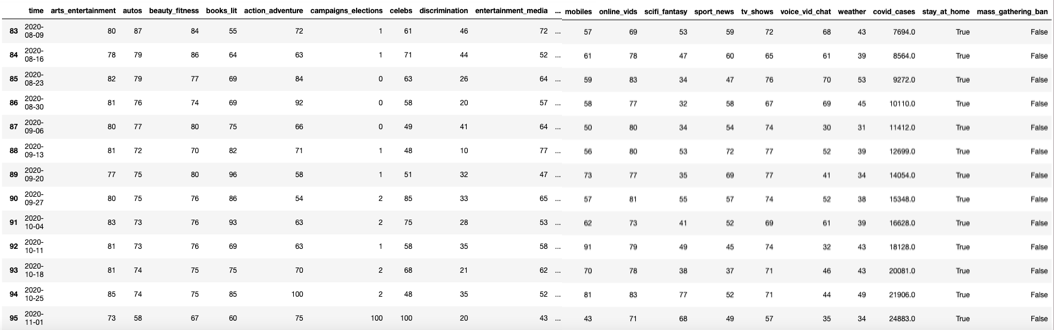 time arts_entertainment autos beauty_fitness books_lit action_adventure campaigns_elections celebs discrimination entertainment_media ... mobiles online_vids scifi_fantasy sport_news tv_shows voice_vid_chat weather covid_cases stay_at_home mass_gathering_ban
83 2020-08-09 80 87 84 55 72 1 61 46 72 ... 57 69 53 59 72 68 43 7694.0 True False
84 2020-08-16 78 79 86 64 63 1 71 44 52 ... 61 78 47 60 65 61 39 8564.0 True False
85 2020-08-23 82 79 77 69 84 0 63 26 64 ... 59 83 34 47 76 70 53 9272.0 True False
86 2020-08-30 81 76 74 69 92 0 58 20 57 ... 58 77 32 58 67 69 45 10110.0 True False
87 2020-09-06 80 77 80 75 66 0 49 41 64 ... 50 80 34 54 74 30 31 11412.0 True False
88 2020-09-13 81 72 70 82 71 1 48 10 77 ... 56 80 53 72 77 52 39 12699.0 True False
89 2020-09-20 77 75 80 96 58 1 51 32 47 ... 73 77 35 69 77 41 34 14054.0 True False
90 2020-09-27 80 75 76 86 54 2 85 33 65 ... 57 81 55 57 74 52 38 15348.0 True False
91 2020-10-04 83 73 76 93 63 2 75 28 53 ... 62 73 41 52 69 61 39 16628.0 True False
92 2020-10-11 81 73 76 69 63 1 58 35 58 ... 91 79 49 45 74 32 43 18128.0 True False
93 2020-10-18 81 74 75 75 70 2 68 21 62 ... 70 78 38 37 71 46 43 20081.0 True False
94 2020-10-25 85 74 75 85 100 2 48 35 52 ... 81 83 77 52 71 44 49 21906.0 True False
95 2020-11-01 73 58 67 60 75 100 100 20 43 ... 43 71 68 49 57 35 34 24883.0 True False